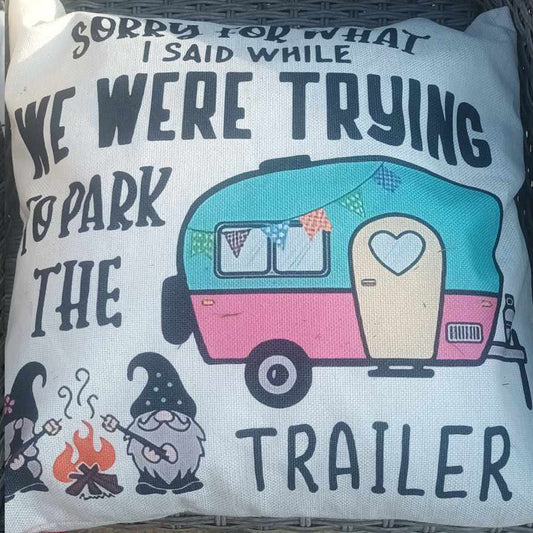 SORRY FOR WHAT
I SAID WHILE
WE WERE TRYING
TO PARK
THE
TRAILER